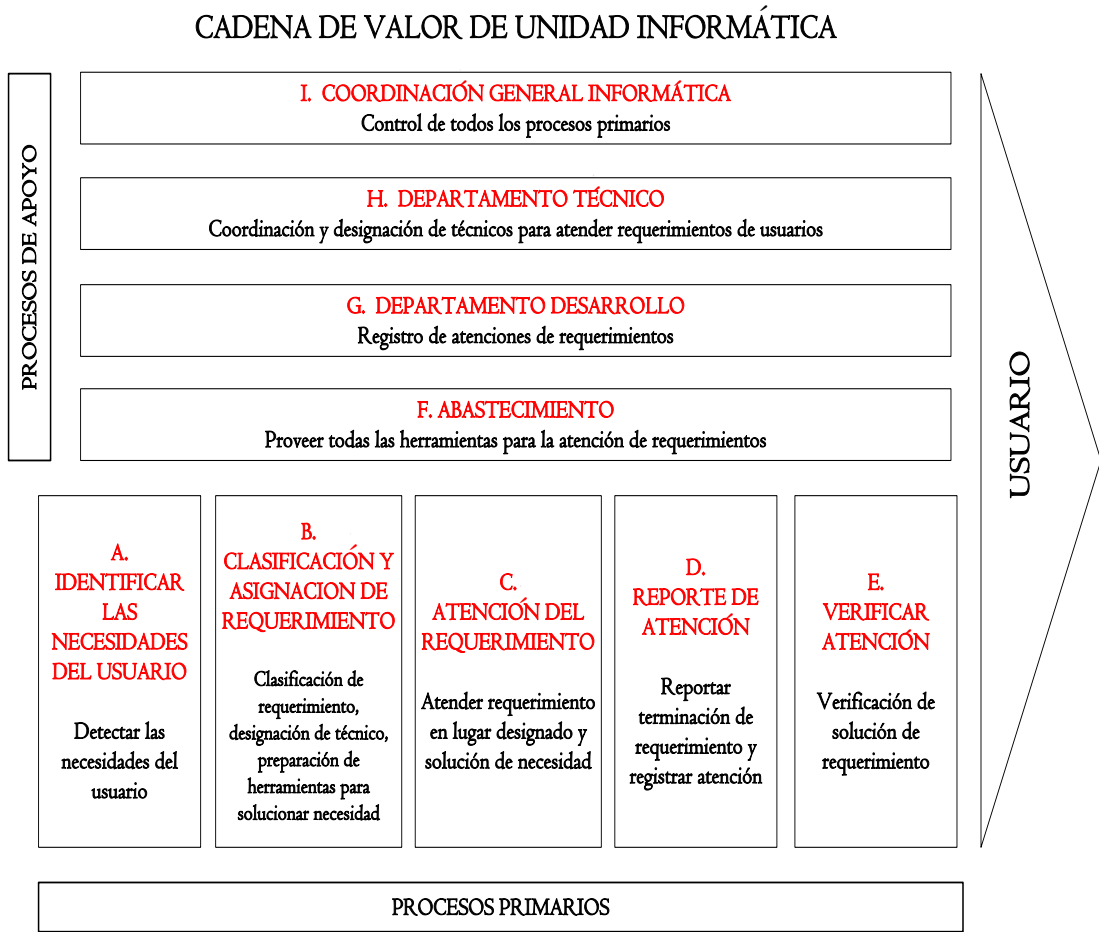 CADENA DE VALOR DE UNIDAD INFORMÁTICA
PROCESOS DE APOYO
I. COORDINACIÓN GENERAL INFORMÁTICA
Control de todos los procesos primarios
H. DEPARTAMENTO TÉCNICO
Coordinación y designación de técnicos para atender requerimientos de usuarios
G. DEPARTAMENTO DESARROLLO
Registro de atenciones de requerimientos
F. ABASTECIMIENTO
Proveer todas las herramientas para la atención de requerimientos
USUARIO
A.
IDENTIFICAR
LAS
NECESIDADES
DEL USUARIO
Detectar las
necesidades del
usuario
B.
CLASIFICACIÓN Y
ASIGNACION DE
REQUERIMIENTO
Clasificación de
requerimiento,
designación de técnico,
preparación de
herramientas para
solucionar necesidad
C.
ATENCIÓN DEL
REQUERIMIENTO
Atender requerimiento
en lugar designado y
solución de necesidad
D.
REPORTE DE
ATENCIÓN
Reportar
terminación de
requerimiento y
registrar atención
E.
VERIFICAR
ATENCIÓN
Verificación de
solución de
requerimiento
PROCESOS PRIMARIOS